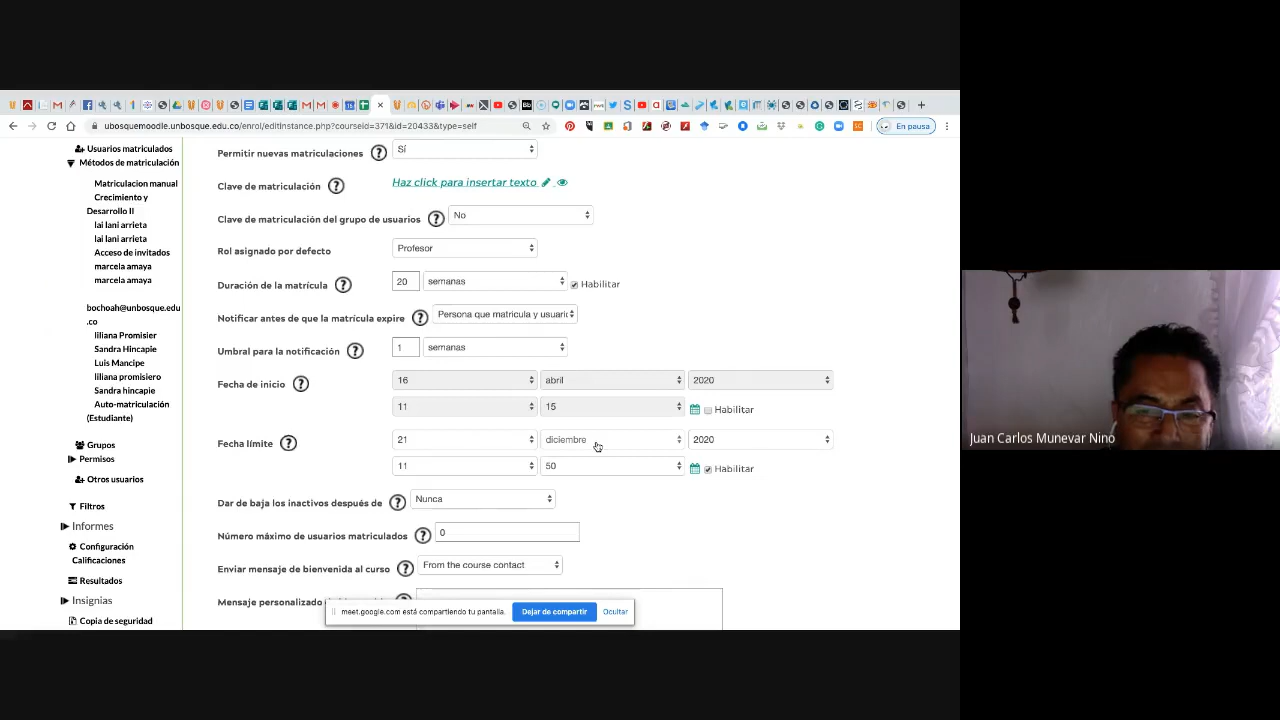 ubosquemoodle.unbosque.edu.co/enrol/editinstance.php?courseid=371&id=20433&type=self
En pausa
Usuarios matriculados
Métodos de matriculación
Matriculacion manual
Crecimiento y
Desarrollo II
lai lani arrieta
lai lani arrieta
Acceso de invitados
marcela amaya
marcela amaya
bochoah@unbosque.edu
.co
liliana Promisier
Sandra Hincapie
Luis Mancipe
liliana promisiero
Sandra hincapie
Auto-matriculación
(Estudiante)
Grupos
Permisos
Otros usuarios
Filtros
Informes
Configuración
Calificaciones
Resultados
Insignias
Copia de seguridad
Permitir nuevas matriculaciones ? Sí
Clave de matriculación ? Haz click para insertar texto
Clave de matriculación del grupo de usuarios ? No
Rol asignado por defecto Profesor
Duración de la matrícula ? 20 semanas Habilitar
Notificar antes de que la matrícula expire ? Persona que matricula y usuario
Umbral para la notificación ? 1 semanas
Fecha de inicio ? 16 abril 2020
11 15 Habilitar
Fecha límite ? 21 diciembre 2020
11 50 Habilitar
Dar de baja los inactivos después de ? Nunca
Número máximo de usuarios matriculados ? 0
Enviar mensaje de bienvenida al curso ? From the course contact
Mensaje personalizado
meet.google.com está compartiendo tu pantalla. Dejar de compartir Ocultar
Juan Carlos Munevar Nino